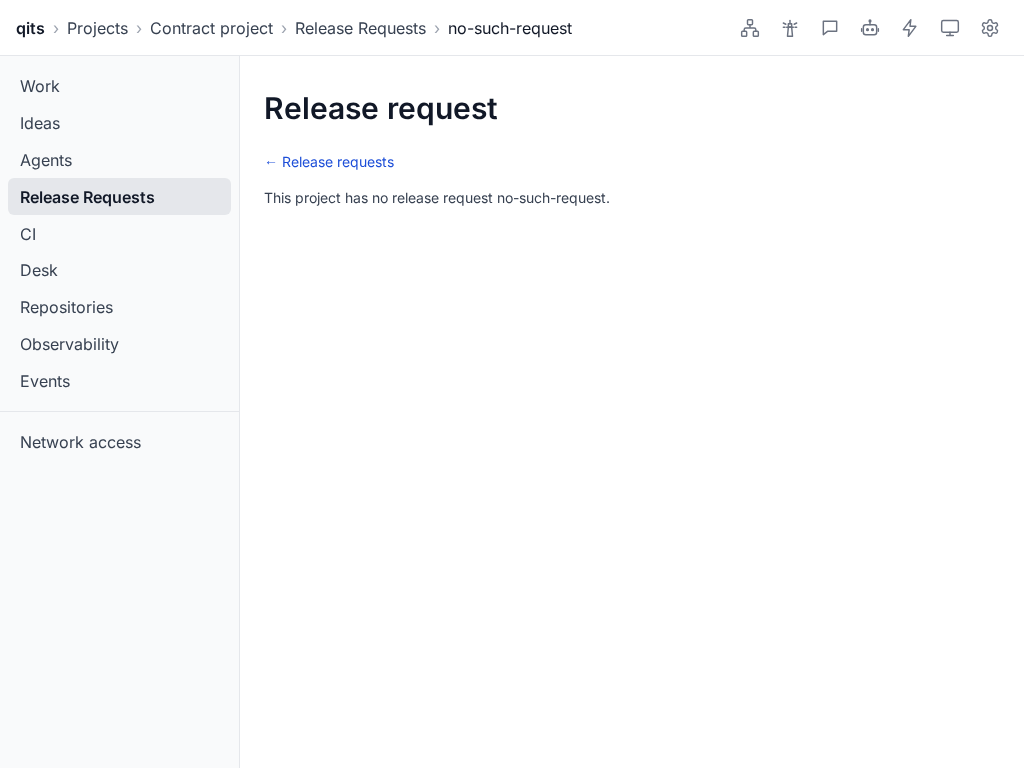 qits › Projects › Contract project › Release Requests › no-such-request
Work
Ideas
Agents
Release Requests
CI
Desk
Repositories
Observability
Events
Network access
Release request
← Release requests
This project has no release request no-such-request.